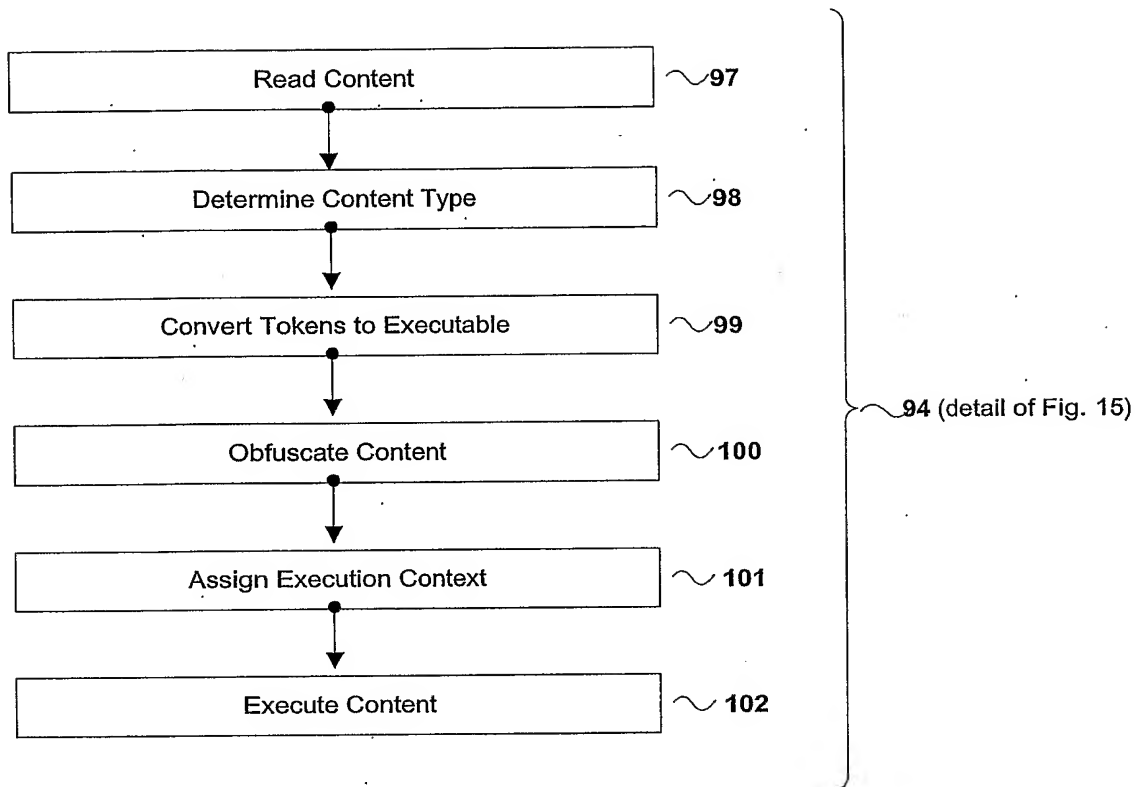 Read Content 97
Determine Content Type 98
Convert Tokens to Executable 99
94 (detail of Fig. 15)
Obfuscate Content 100
Assign Execution Context 101
Execute Content 102